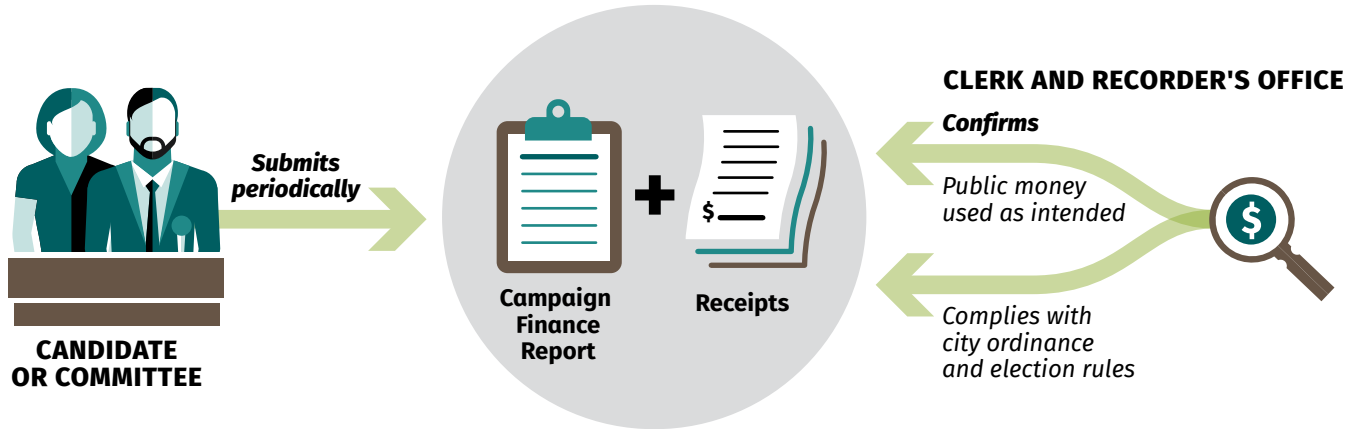 CANDIDATE
OR COMMITTEE
Submits
periodically
Campaign
Finance
Report
$
Receipts
CLERK AND RECORDER'S OFFICE
Confirms
Public money
used as intended
Complies with
city ordinance
and election rules
$